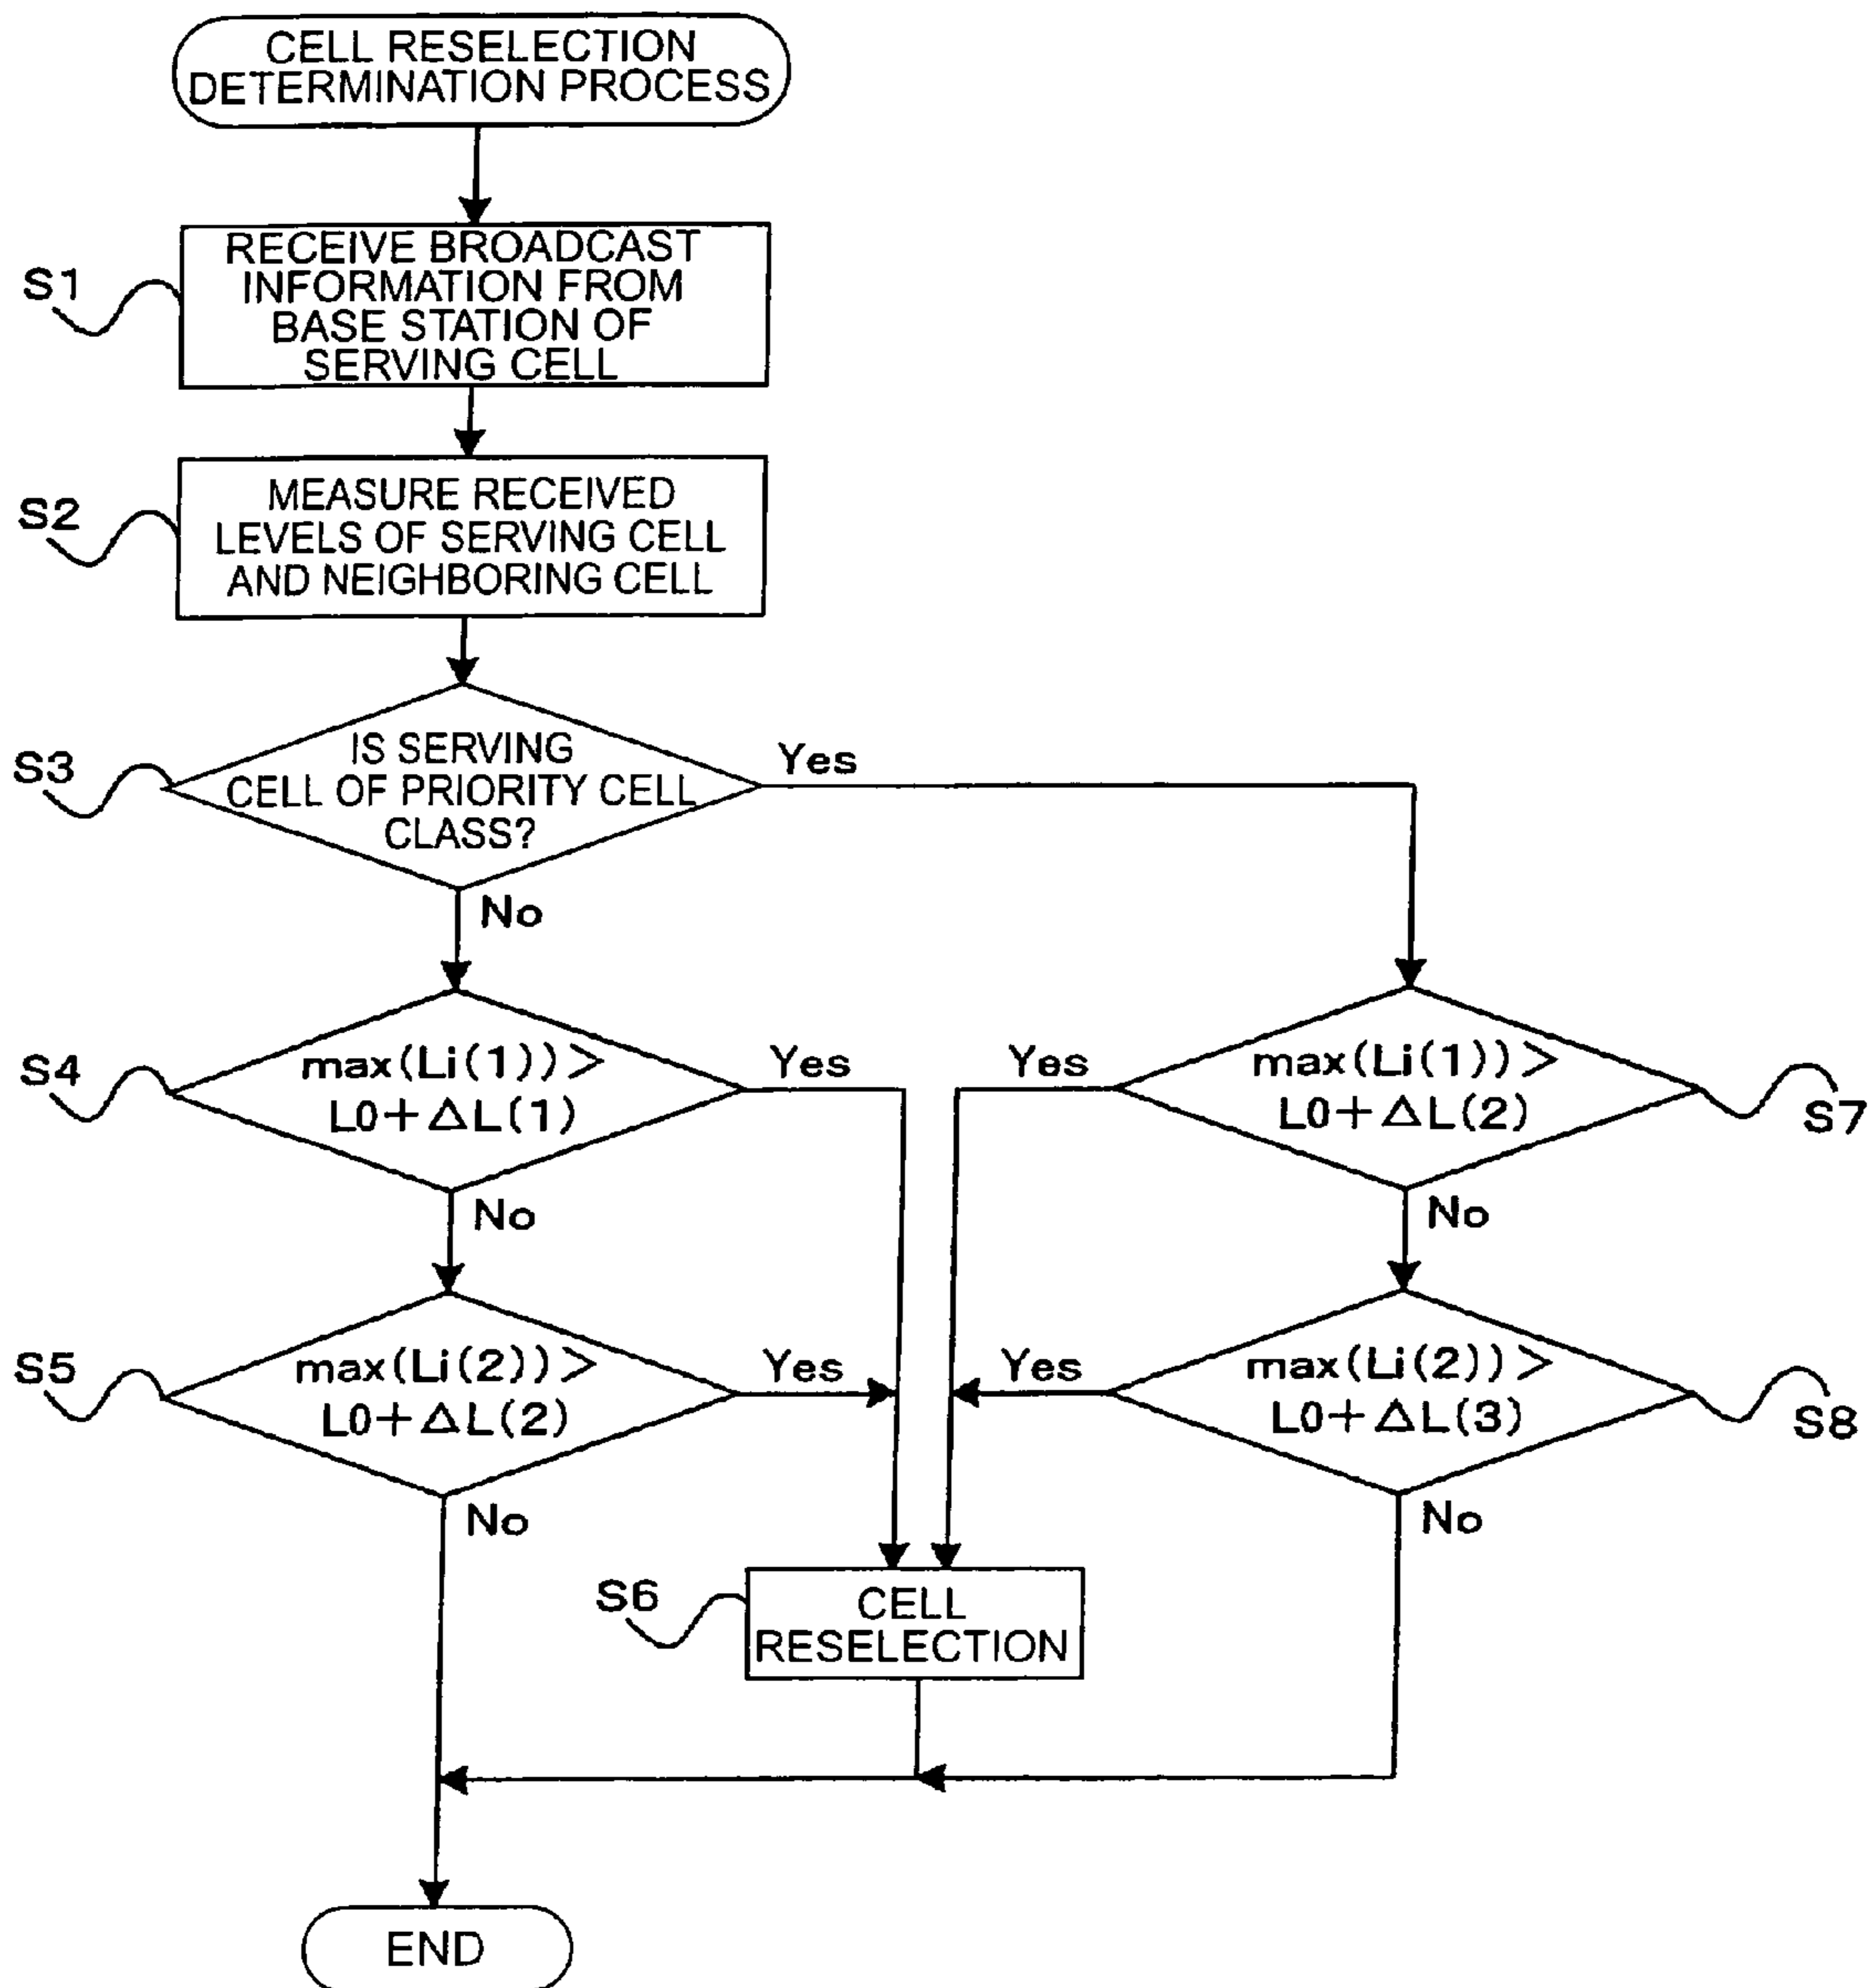 CELL RESELECTION
DETERMINATION PROCESS
S1
RECEIVE BROADCAST
INFORMATION FROM
BASE STATION OF
SERVING CELL
S2
MEASURE RECEIVED
LEVELS OF SERVING CELL
AND NEIGHBORING CELL
S3
IS SERVING
CELL OF PRIORITY CELL
CLASS?
Yes
No
S4
max(Li(1))>
L0+ΔL(1)
Yes
No
Yes
max(Li(1))>
L0+ΔL(2)
S7
No
S5
max(Li(2))>
L0+ΔL(2)
Yes
No
Yes
max(Li(2))>
L0+ΔL(3)
S8
No
S6
CELL
RESELECTION
END